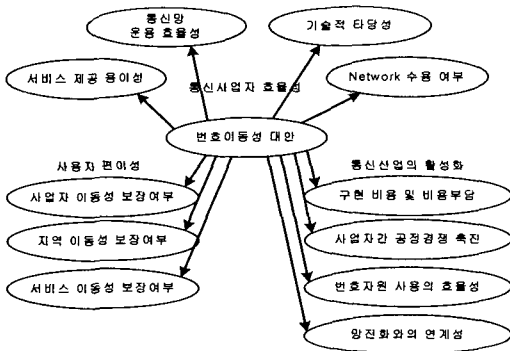 통신망
운용 효율성
기술적 타당성
서비스 제공 용이성
통신사업자 효율성
Network 수용 여부
번호이동성 대안
사용자 편이성
통신산업의 활성화
사업자 이동성 보장여부
구현 비용 및 비용부담
지역 이동성 보장여부
사업자간 공정경쟁 촉진
서비스 이동성 보장여부
번호자원 사용의 효율성
망진화와의 연계성